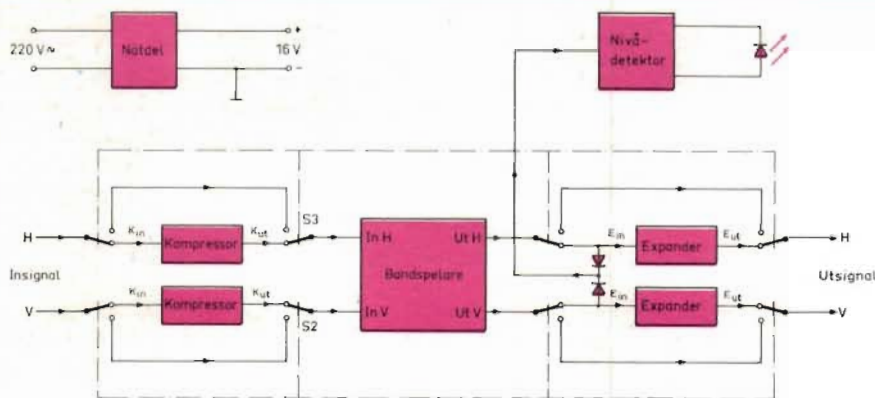 220 V~
Nätdel
+
16 V
-
Nivå-
detektor
H
Kin
Kompressor
Kut
S3
In H
Ut H
Ein
Expander
Eut
H
Insignal
Bandspelare
Utsignal
V
Kin
Kompressor
Kut
S2
In V
Ut V
Ein
Expander
Eut
V